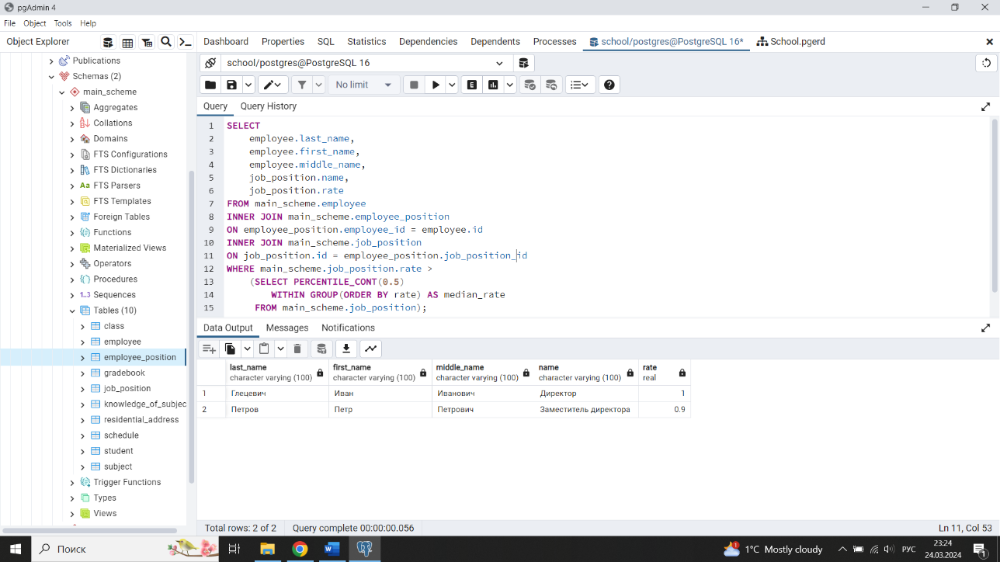 pgAdmin 4
File Object Tools Help
Object Explorer
Dashboard Properties SQL Statistics Dependencies Dependents Processes school/postgres@PostgreSQL 16* School.pgerd
Publications
Schemas (2)
main_scheme
Aggregates
Collations
Domains
FTS Configurations
FTS Dictionaries
Aa FTS Parsers
FTS Templates
Foreign Tables
Functions
Materialized Views
Operators
Procedures
1..3 Sequences
Tables (10)
class
employee
employee_position
gradebook
job_position
knowledge_of_subjec
residential_address
schedule
student
subject
Trigger Functions
Types
Views
school/postgres@PostgreSQL 16
No limit
E
Query Query History
1 SELECT
2 employee.last_name,
3 employee.first_name,
4 employee.middle_name,
5 job_position.name,
6 job_position.rate
7 FROM main_scheme.employee
8 INNER JOIN main_scheme.employee_position
9 ON employee_position.employee_id = employee.id
10 INNER JOIN main_scheme.job_position
11 ON job_position.id = employee_position.job_position_id
12 WHERE main_scheme.job_position.rate >
13 (SELECT PERCENTILE_CONT(0.5)
14 WITHIN GROUP(ORDER BY rate) AS median_rate
15 FROM main_scheme.job_position);
Data Output Messages Notifications
last_name first_name middle_name name rate
character varying (100) character varying (100) character varying (100) character varying (100) real
1 Глецевич Иван Иванович Директор 1
2 Петров Петр Петрович Заместитель директора 0.9
Total rows: 2 of 2 Query complete 00:00:00.056 Ln 11, Col 53
Поиск
1°C Mostly cloudy
РУС
23:24
24.03.2024
1